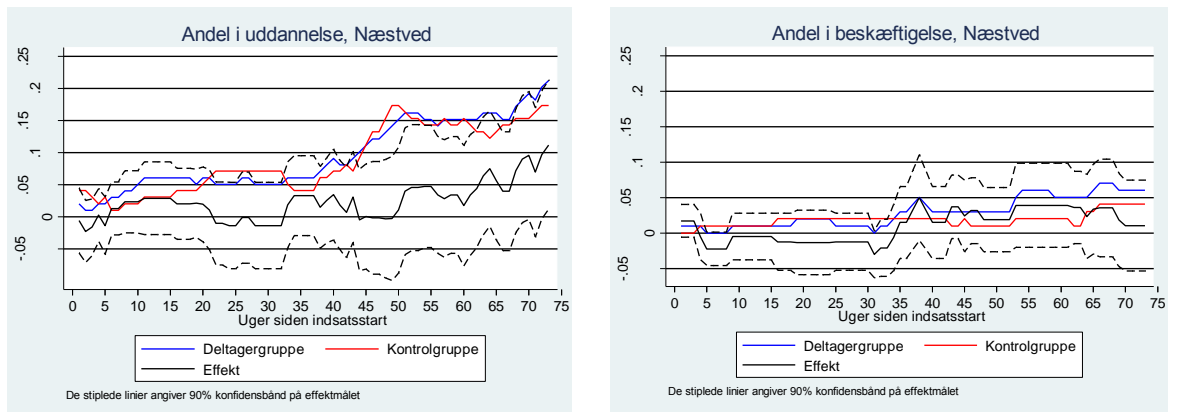 Andel i uddannelse, Næstved
.25
.2
.15
.1
.05
0
-.05
0 5 10 15 20 25 30 35 40 45 50 55 60 65 70 75
Uger siden indsatsstart
Deltagergruppe Kontrolgruppe
Effekt
De stiplede linier angiver 90% konfidensbånd på effektmålet
Andel i beskæftigelse, Næstved
.25
.2
.15
.1
.05
0
-.05
0 5 10 15 20 25 30 35 40 45 50 55 60 65 70 75
Uger siden indsatsstart
Deltagergruppe Kontrolgruppe
Effekt
De stiplede linier angiver 90% konfidensbånd på effektmålet